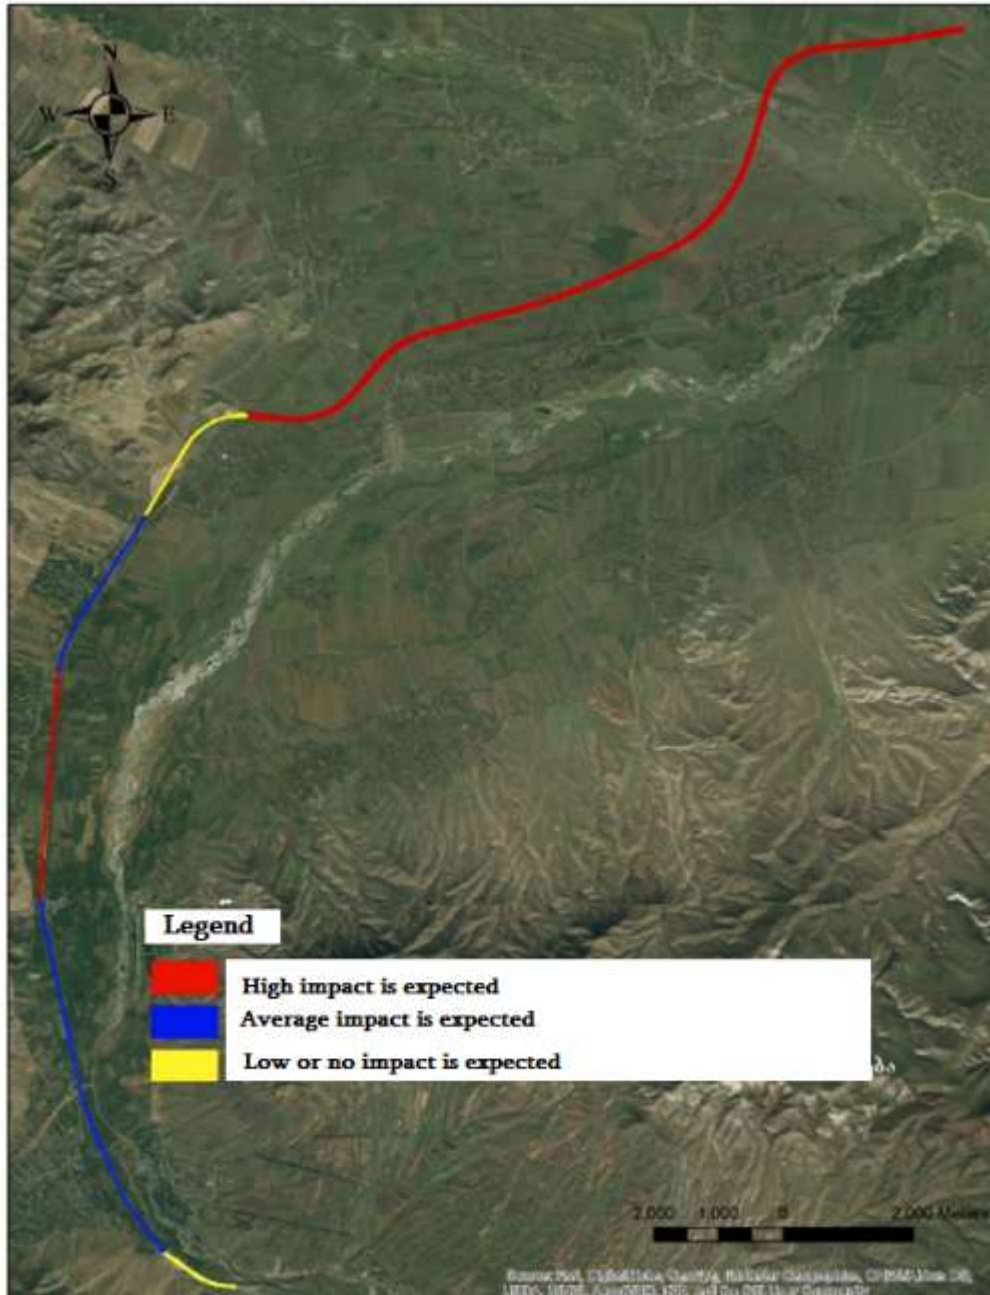 N
W E
S
Legend
High impact is expected
Average impact is expected
Low or no impact is expected
ბა
2,000 1,000 0 2,000 Meters